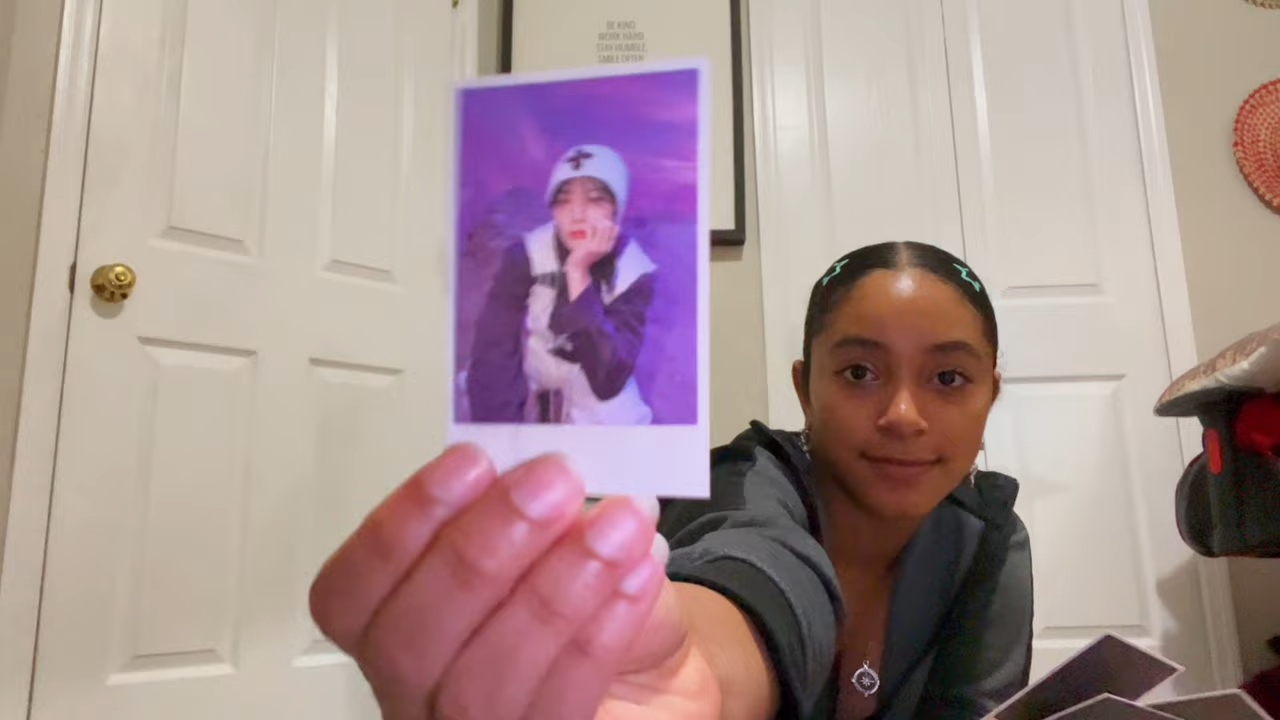 BE KIND,
WORK HARD,
STAY HUMBLE,
SMILE OFTEN,